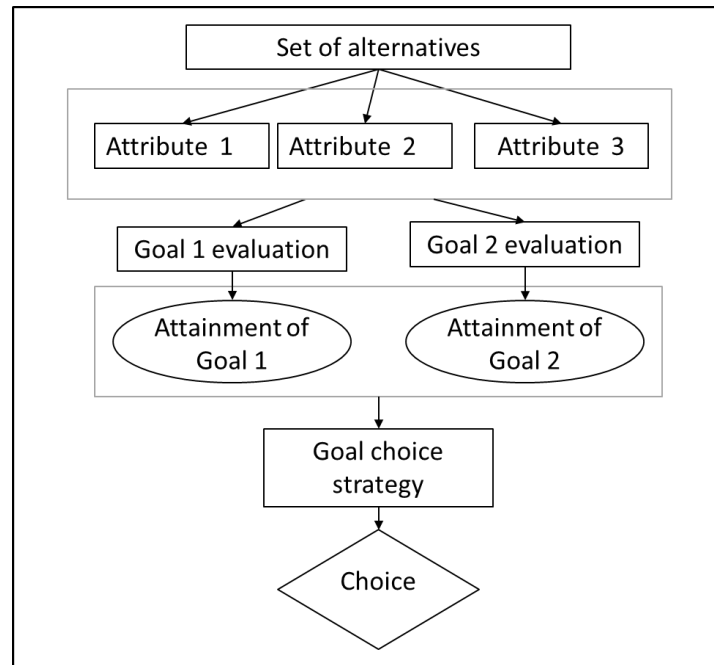 Set of alternatives
Attribute 1
Attribute 2
Attribute 3
Goal 1 evaluation
Goal 2 evaluation
Attainment of
Goal 1
Attainment of
Goal 2
Goal choice
strategy
Choice